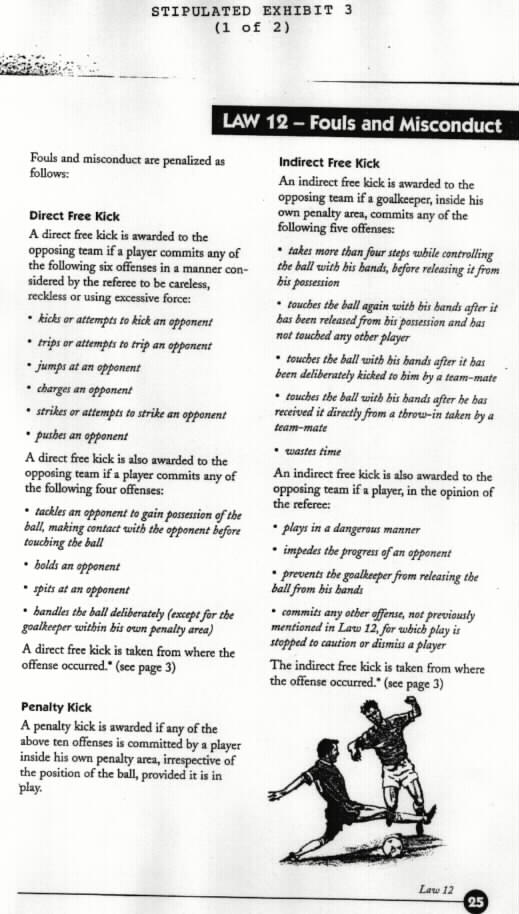 STIPULATED EXHIBIT 3
(1 of 2)
LAW 12 – Fouls and Misconduct
Fouls and misconduct are penalized as
follows:
Direct Free Kick
A direct free kick is awarded to the
opposing team if a player commits any of
the following six offenses in a manner con-
sidered by the referee to be careless,
reckless or using excessive force:
• kicks or attempts to kick an opponent
• trips or attempts to trip an opponent
• jumps at an opponent
• charges an opponent
• strikes or attempts to strike an opponent
• pushes an opponent
A direct free kick is also awarded to the
opposing team if a player commits any of
the following four offenses:
• tackles an opponent to gain possession of the
ball, making contact with the opponent before
touching the ball
• holds an opponent
• spits at an opponent
• handles the ball deliberately (except for the
goalkeeper within his own penalty area)
A direct free kick is taken from where the
offense occurred.* (see page 3)
Penalty Kick
A penalty kick is awarded if any of the
above ten offenses is committed by a player
inside his own penalty area, irrespective of
the position of the ball, provided it is in
play.
Indirect Free Kick
An indirect free kick is awarded to the
opposing team if a goalkeeper, inside his
own penalty area, commits any of the
following five offenses:
• takes more than four steps while controlling
the ball with his hands, before releasing it from
his possession
• touches the ball again with his hands after it
has been released from his possession and has
not touched any other player
• touches the ball with his hands after it has
been deliberately kicked to him by a team-mate
• touches the ball with his hands after he has
received it directly from a throw-in taken by a
team-mate
• wastes time
An indirect free kick is also awarded to the
opposing team if a player, in the opinion of
the referee:
• plays in a dangerous manner
• impedes the progress of an opponent
• prevents the goalkeeper from releasing the
ball from his hands
• commits any other offense, not previously
mentioned in Law 12, for which play is
stopped to caution or dismiss a player
The indirect free kick is taken from where
the offense occurred.* (see page 3)
Law 12
25